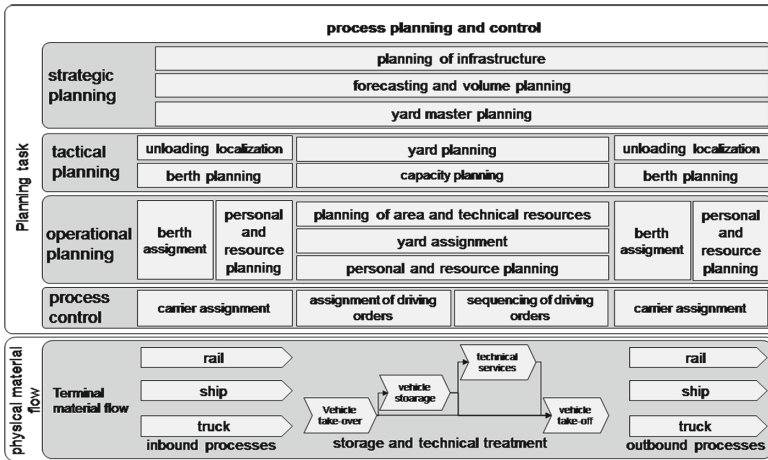 process planning and control
Planning task
strategic
planning
planning of infrastructure
forecasting and volume planning
yard master planning
tactical
planning
unloading localization
berth planning
yard planning
capacity planning
unloading localization
berth planning
operational
planning
berth
assigment
personal
and
resource
planning
planning of area and technical resources
yard assignment
personal and resource planning
berth
assignment
personal
and
resource
planning
process
control
carrier assignment
assignment of driving
orders
sequencing of driving
orders
carrier assignment
physical material
flow
Terminal
material flow
rail
ship
truck
inbound processes
Vehicle
take-over
vehicle
stoarage
technical
services
vehicle
take-off
storage and technical treatment
rail
ship
truck
outbound processes